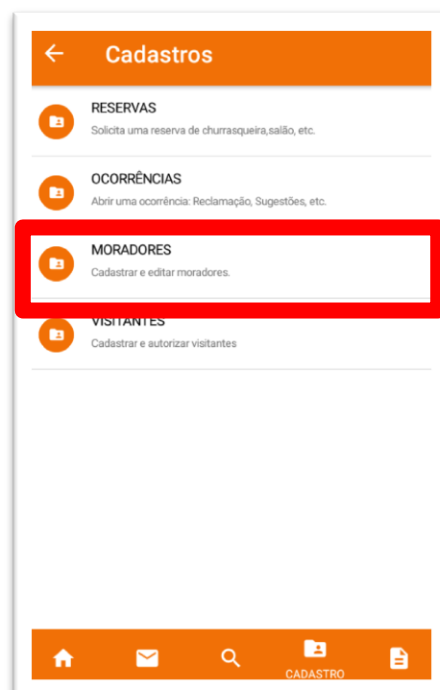 Cadastros
RESERVAS
Solicita uma reserva de churrasqueira,salão, etc.
OCORRÊNCIAS
Abrir uma ocorrência: Reclamação, Sugestões, etc.
MORADORES
Cadastrar e editar moradores.
VISITANTES
Cadastrar e autorizar visitantes
CADASTRO